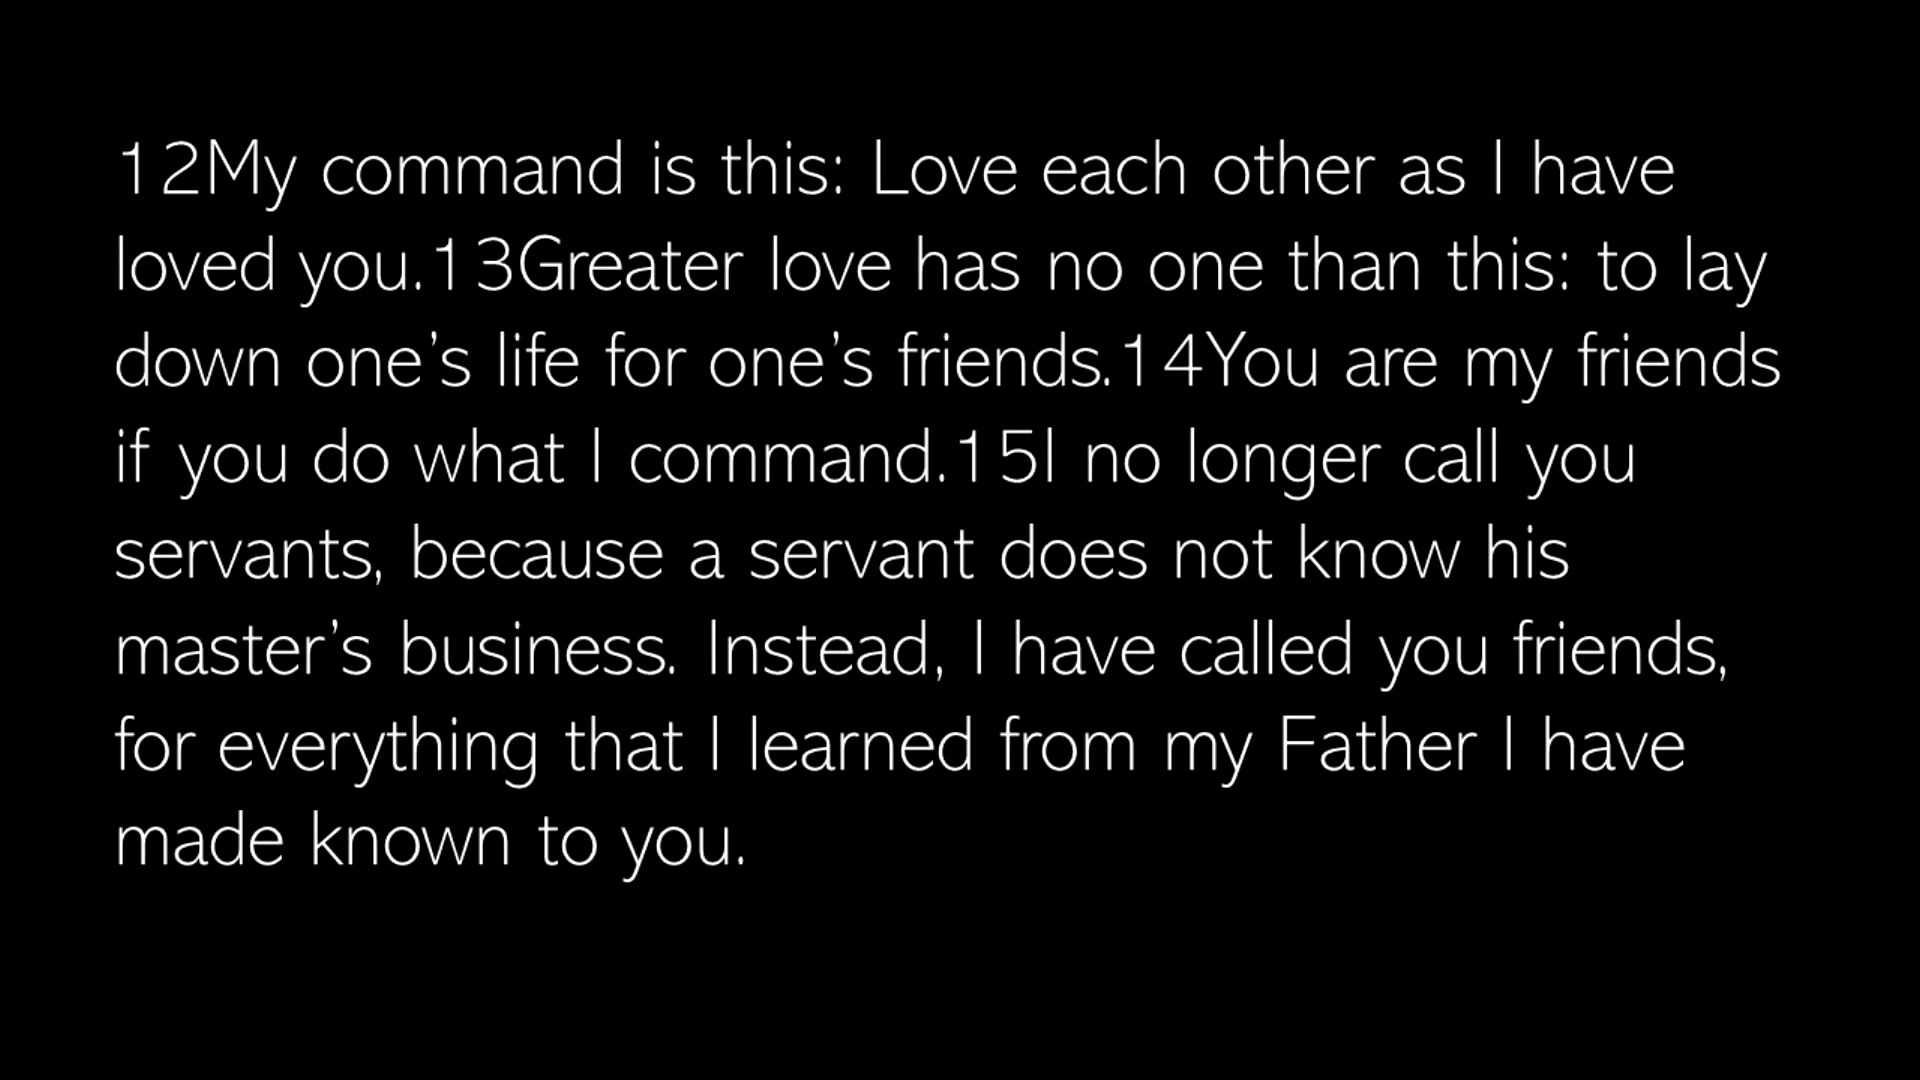 12My command is this: Love each other as I have
loved you.13Greater love has no one than this: to lay
down one’s life for one’s friends.14You are my friends
if you do what I command.15I no longer call you
servants, because a servant does not know his
master’s business. Instead, I have called you friends,
for everything that I learned from my Father I have
made known to you.